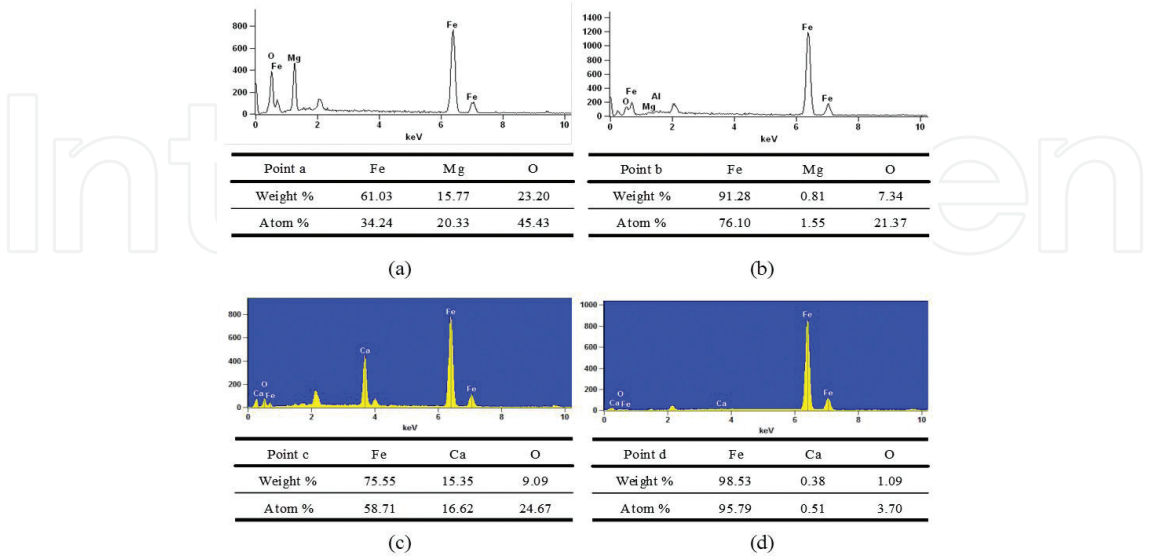 Fe
800
600
O
Mg
Fe
400
200
Fe
0
0 2 4 6 8 10
keV
Point a Fe Mg O
Weight % 61.03 15.77 23.20
Atom % 34.24 20.33 45.43
(a)
1400
Fe
1200
1000
800
600
400
Fe
Al
200
O
Mg
Fe
0
0 2 4 6 8 10
keV
Point b Fe Mg O
Weight % 91.28 0.81 7.34
Atom % 76.10 1.55 21.37
(b)
800
Fe
600
Ca
400
200
O
Ca
Fe
Fe
0
0 2 4 6 8 10
keV
Point c Fe Ca O
Weight % 75.55 15.35 9.09
Atom % 58.71 16.62 24.67
(c)
1000
Fe
800
600
400
200
O
Ca
Fe
Ca
Fe
0
0 2 4 6 8 10
keV
Point d Fe Ca O
Weight % 98.53 0.38 1.09
Atom % 95.79 0.51 3.70
(d)